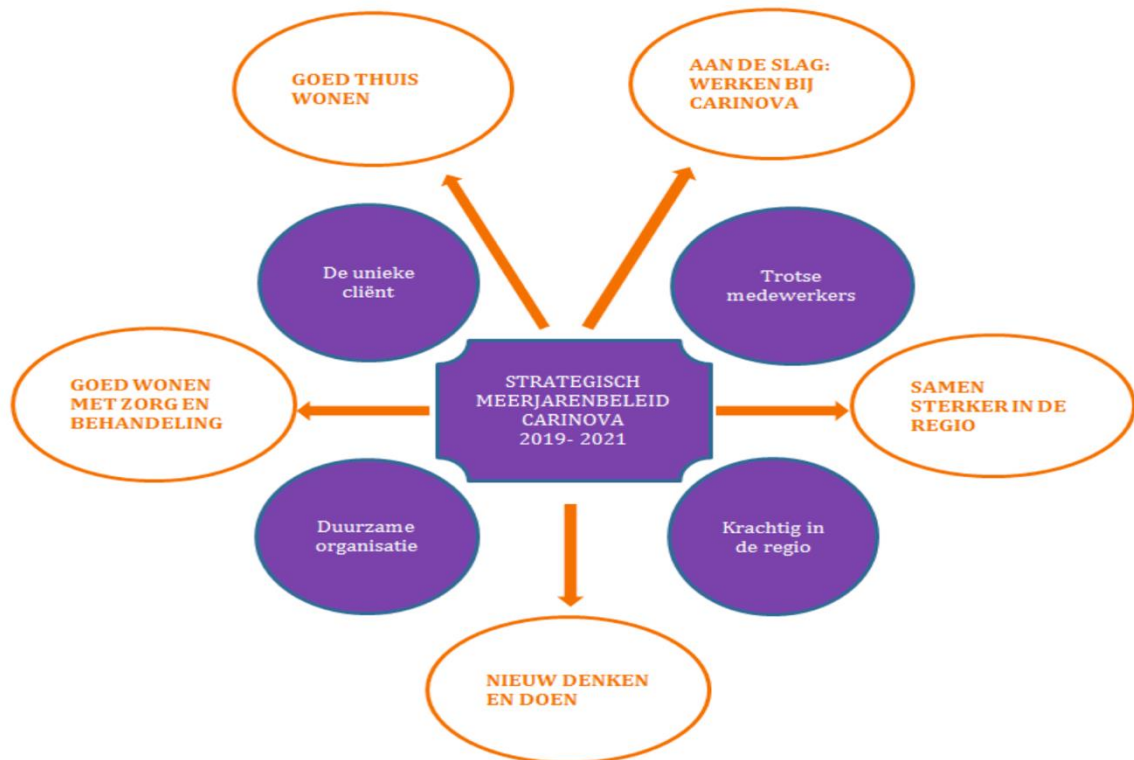 GOED THUIS
WONEN
AAN DE SLAG:
WERKEN BIJ
CARINOVA
De unieke
cliënt
Trotse
medewerkers
GOED WONEN
MET ZORG EN
BEHANDELING
STRATEGISCH
MEERJARENBELEID
CARINOVA
2019- 2021
SAMEN
STERKER IN DE
REGIO
Duurzame
organisatie
Krachtig in
de regio
NIEUW DENKEN
EN DOEN